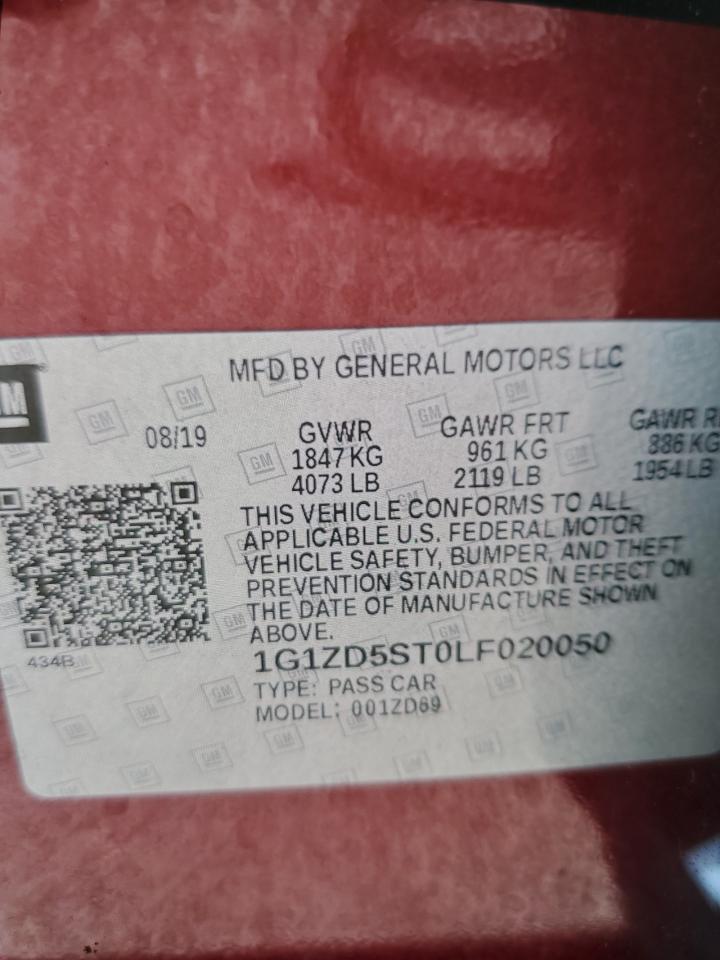 GM
MFD BY GENERAL MOTORS LLC
08/19 GVWR GAWR FRT GAWR
1847 KG 961 KG 886 KG
4073 LB 2119 LB 1954 LB
THIS VEHICLE CONFORMS TO ALL
APPLICABLE U.S. FEDERAL MOTOR
VEHICLE SAFETY, BUMPER, AND THEFT
PREVENTION STANDARDS IN EFFECT ON
THE DATE OF MANUFACTURE SHOWN
ABOVE.
434B
1G1ZD5ST0LF020050
TYPE: PASS CAR
MODEL: 001ZD69